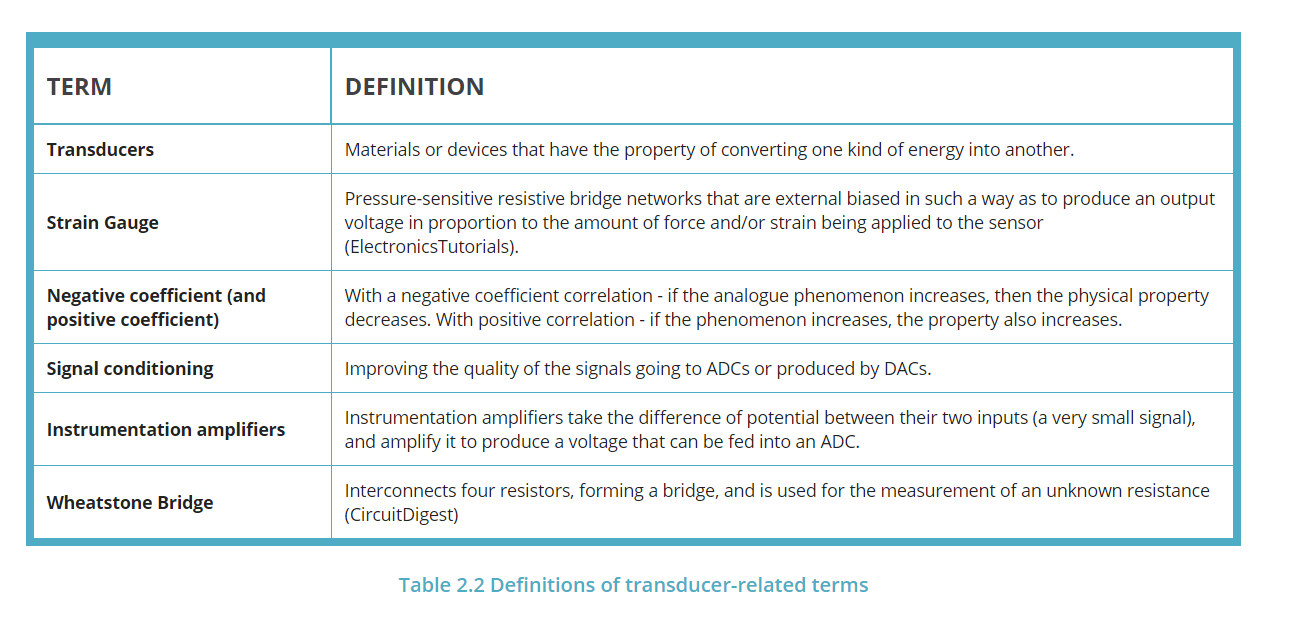 TERM
DEFINITION
Transducers
Materials or devices that have the property of converting one kind of energy into another.
Strain Gauge
Pressure-sensitive resistive bridge networks that are external biased in such a way as to produce an output
voltage in proportion to the amount of force and/or strain being applied to the sensor
(ElectronicsTutorials).
Negative coefficient (and
positive coefficient)
With a negative coefficient correlation - if the analogue phenomenon increases, then the physical property
decreases. With positive correlation - if the phenomenon increases, the property also increases.
Signal conditioning
Improving the quality of the signals going to ADCs or produced by DACs.
Instrumentation amplifiers
Instrumentation amplifiers take the difference of potential between their two inputs (a very small signal),
and amplify it to produce a voltage that can be fed into an ADC.
Wheatstone Bridge
Interconnects four resistors, forming a bridge, and is used for the measurement of an unknown resistance
(CircuitDigest)
Table 2.2 Definitions of transducer-related terms